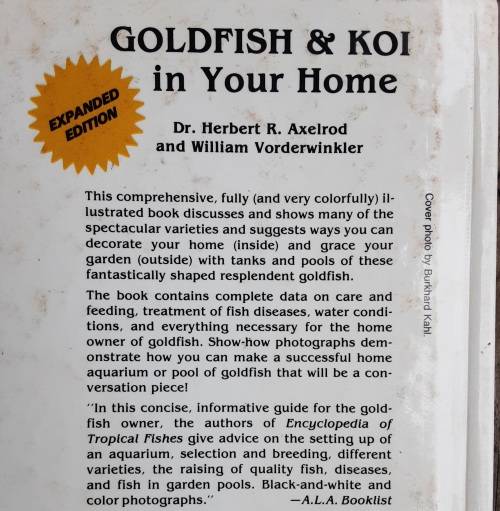 GOLDFISH & KOI
in Your Home
EXPANDED
EDITION
Dr. Herbert R. Axelrod
and William Vorderwinkler
This comprehensive, fully (and very colorfully) il-
lustrated book discusses and shows many of the
spectacular varieties and suggests ways you can
decorate your home (inside) and grace your
garden (outside) with tanks and pools of these
fantastically shaped resplendent goldfish.
The book contains complete data on care and
feeding, treatment of fish diseases, water condi-
tions, and everything necessary for the home
owner of goldfish. Show-how photographs dem-
onstrate how you can make a successful home
aquarium or pool of goldfish that will be a con-
versation piece!
"In this concise, informative guide for the gold-
fish owner, the authors of Encyclopedia of
Tropical Fishes give advice on the setting up of
an aquarium, selection and breeding, different
varieties, the raising of quality fish, diseases,
and fish in garden pools. Black-and-white and
color photographs." —A.L.A. Booklist
Cover photo by Burkhard Kahl.